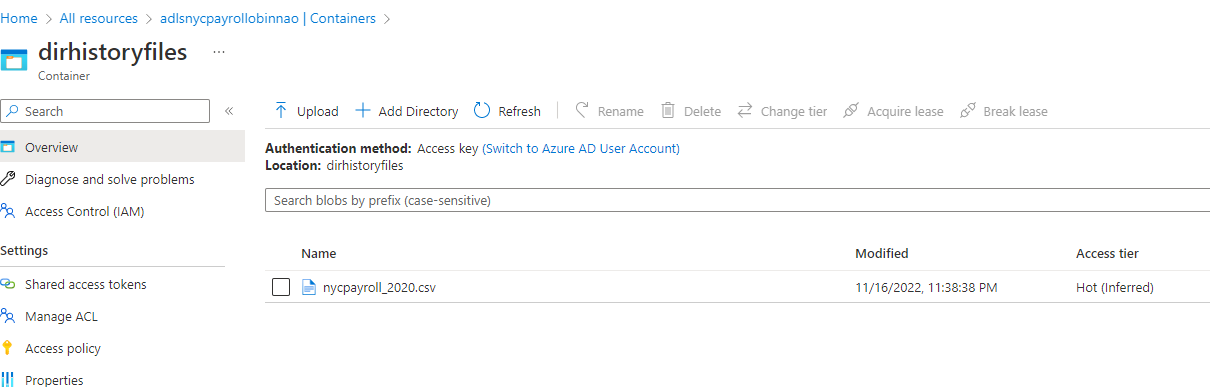 Home > All resources > adlsnycpayrollobinnao | Containers >
dirhistoryfiles ...
Container
Search «
Upload Add Directory Refresh Rename Delete Change tier Acquire lease Break lease
Overview
Authentication method: Access key (Switch to Azure AD User Account)
Location: dirhistoryfiles
Diagnose and solve problems
Access Control (IAM)
Search blobs by prefix (case-sensitive)
Settings
Name Modified Access tier
Shared access tokens
nycpayroll_2020.csv 11/16/2022, 11:38:38 PM Hot (Inferred)
Manage ACL
Access policy
Properties